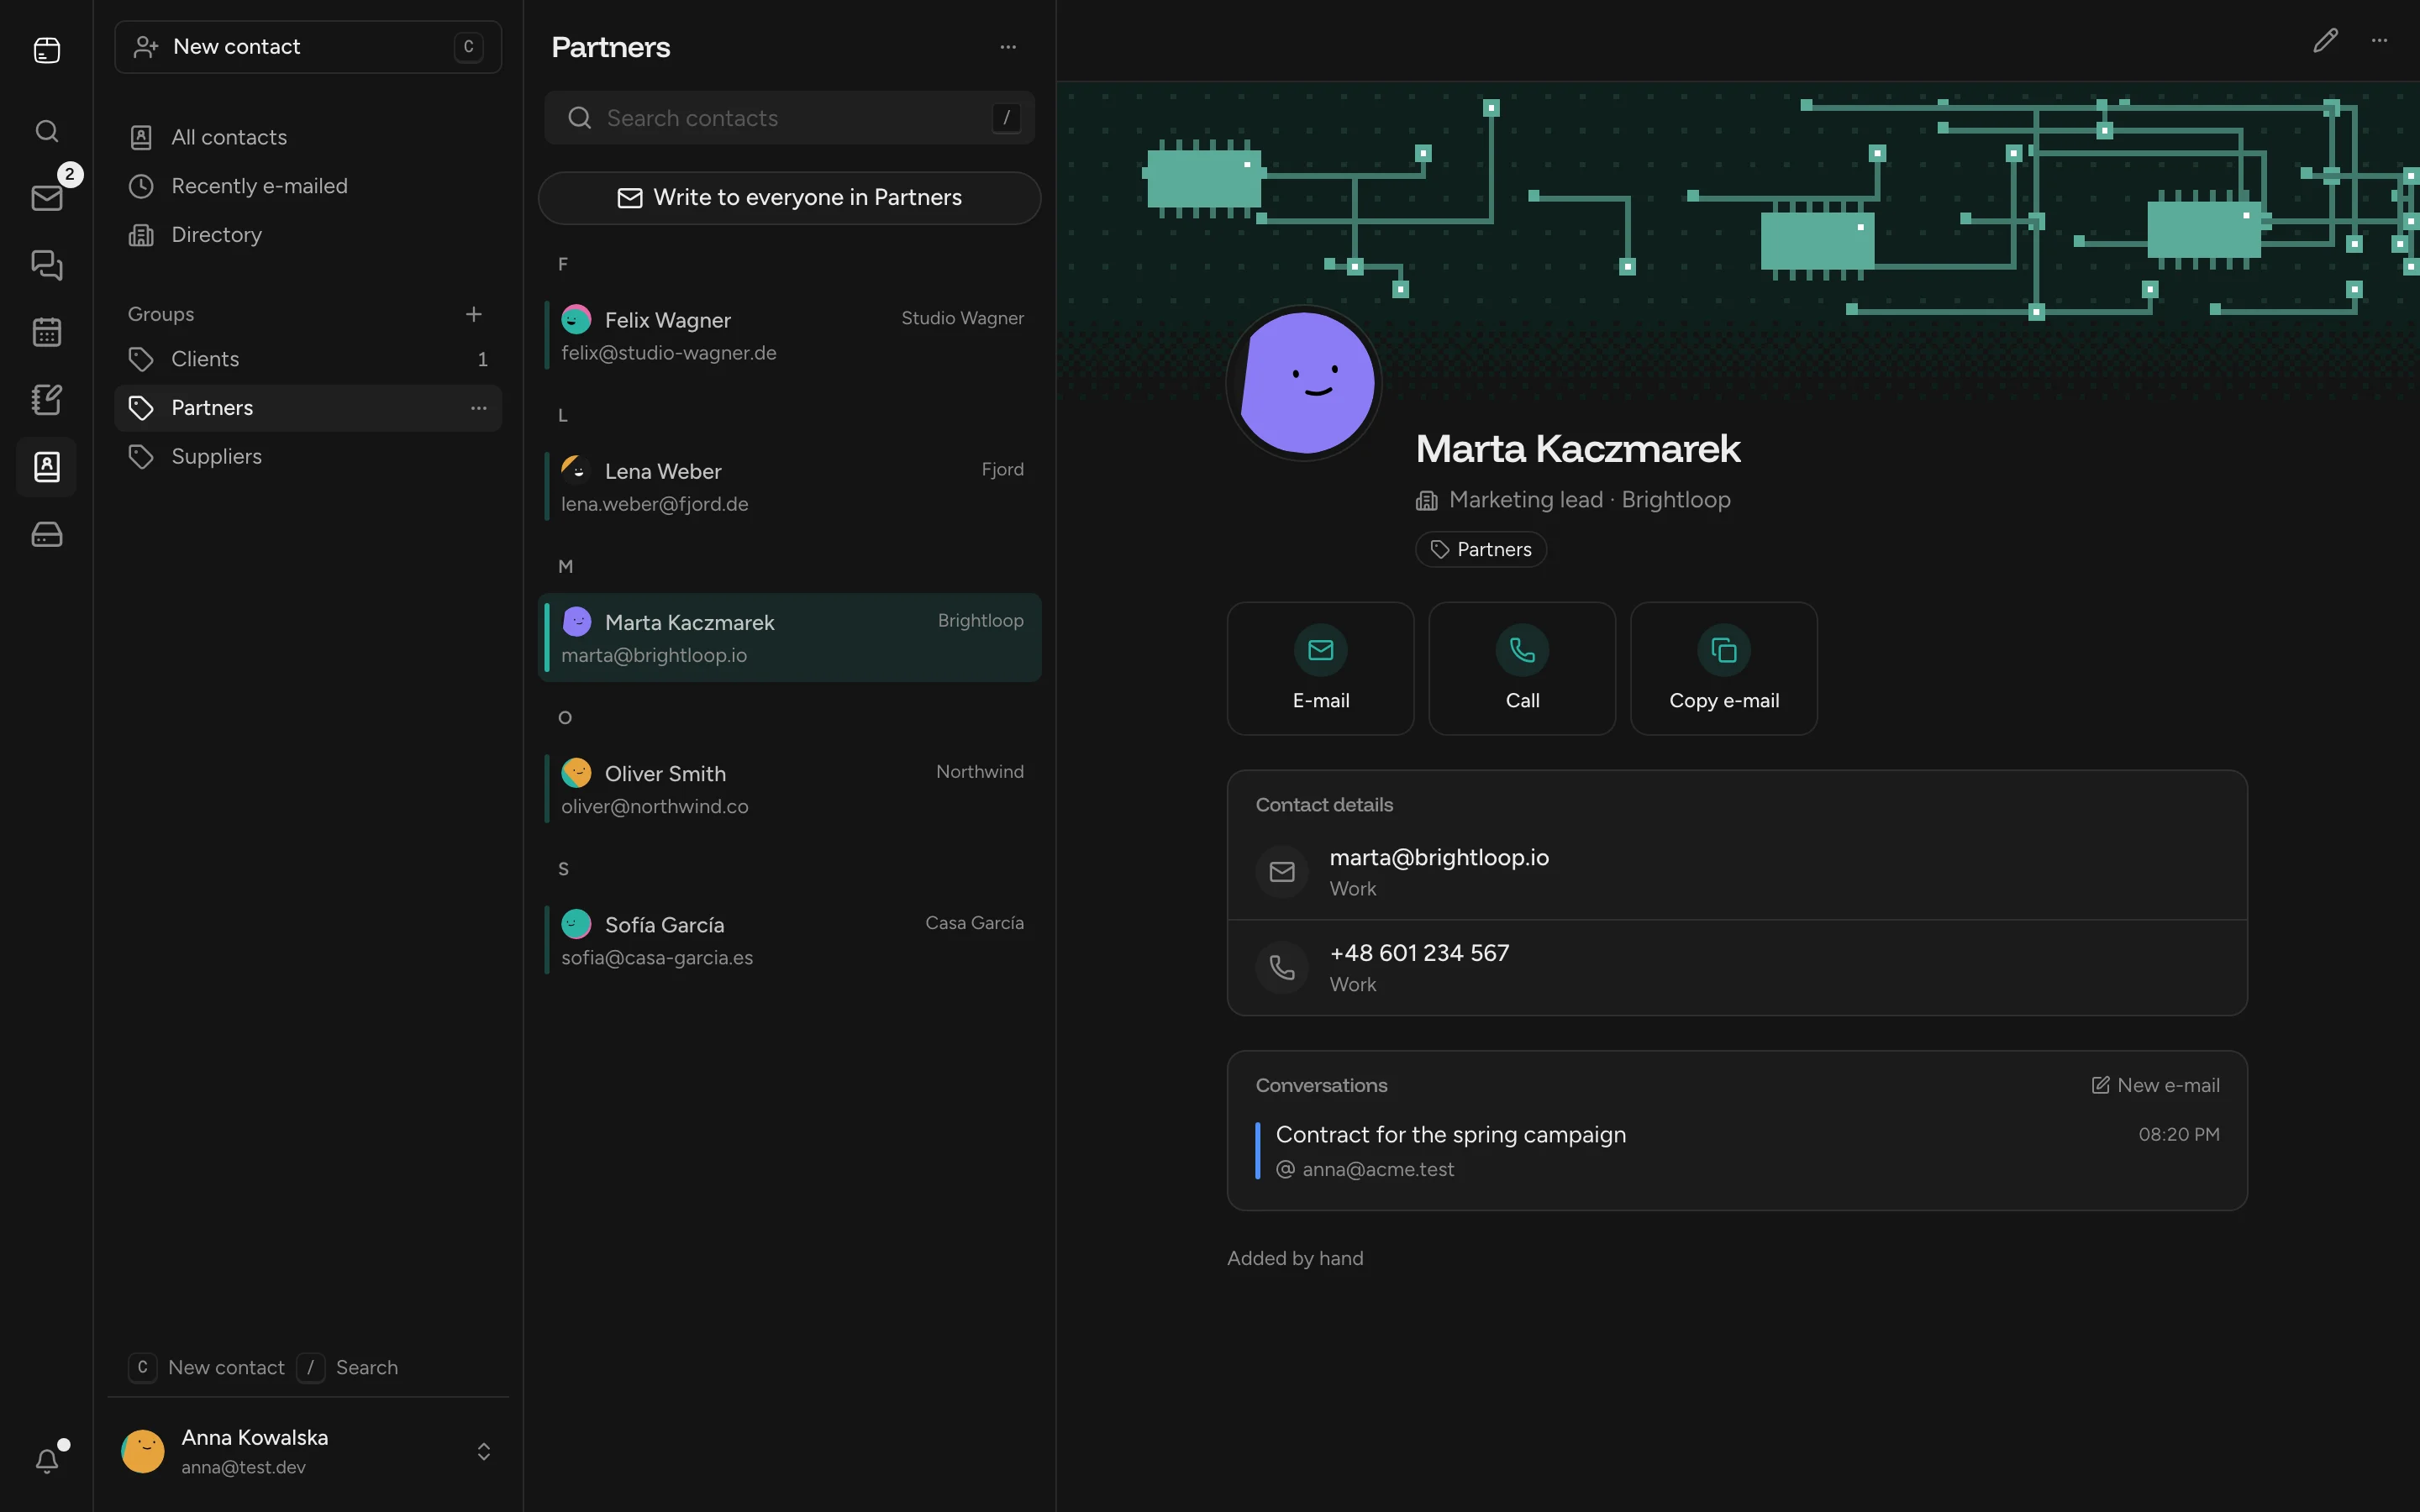 New contact
C
2
All contacts
Recently e-mailed
Directory
Groups
Clients
1
Partners
Suppliers
C New contact / Search
Anna Kowalska
anna@test.dev
Partners
Search contacts
/
Write to everyone in Partners
F
Felix Wagner
Studio Wagner
felix@studio-wagner.de
L
Lena Weber
Fjord
lena.weber@fjord.de
M
Marta Kaczmarek
Brightloop
marta@brightloop.io
O
Oliver Smith
Northwind
oliver@northwind.co
S
Sofía García
Casa García
sofia@casa-garcia.es
Marta Kaczmarek
Marketing lead · Brightloop
Partners
E-mail
Call
Copy e-mail
Contact details
marta@brightloop.io
Work
+48 601 234 567
Work
Conversations
New e-mail
Contract for the spring campaign
08:20 PM
@ anna@acme.test
Added by hand